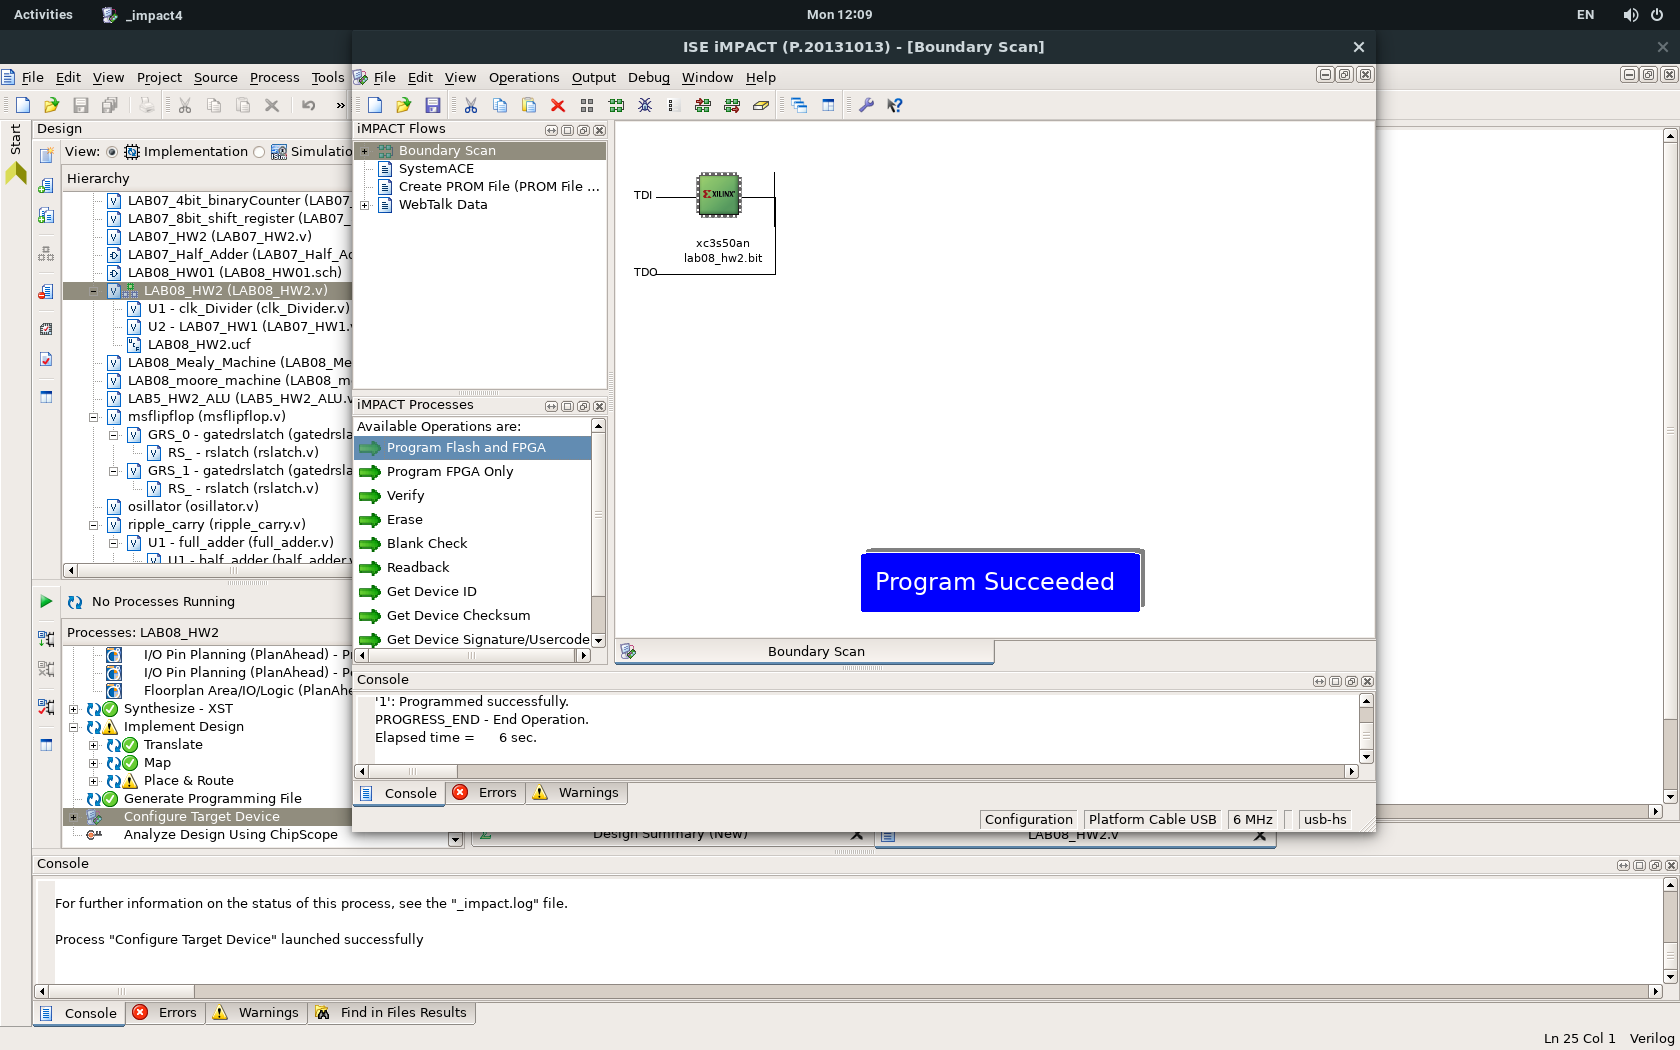 Activities
_impact4
Mon 12:09
EN
ISE iMPACT (P.20131013) - [Boundary Scan]
File Edit View Project Source Process Tools
»
Start
Design
View: Implementation
Hierarchy
LAB07_4bit_binaryCounter (LAB07_
LAB07_8bit_shift_register (LAB07_
LAB07_HW2 (LAB07_HW2.v)
LAB07_Half_Adder (LAB07_Half_Ad
LAB08_HW01 (LAB08_HW01.sch)
LAB08_HW2 (LAB08_HW2.v)
U1 - clk_Divider (clk_Divider.v)
U2 - LAB07_HW1 (LAB07_HW1.v
LAB08_HW2.ucf
LAB08_Mealy_Machine (LAB08_Me
LAB08_moore_machine (LAB08_m
LAB5_HW2_ALU (LAB5_HW2_ALU.v
msflipflop (msflipflop.v)
GRS_0 - gatedrslatch (gatedrsla
RS_ - rslatch (rslatch.v)
GRS_1 - gatedrslatch (gatedrsla
RS_ - rslatch (rslatch.v)
osillator (osillator.v)
ripple_carry (ripple_carry.v)
U1 - full_adder (full_adder.v)
U1 - half_adder (half_adder.v
No Processes Running
Processes: LAB08_HW2
I/O Pin Planning (PlanAhead) - P
I/O Pin Planning (PlanAhead) - P
Floorplan Area/IO/Logic (PlanAhe
Synthesize - XST
Implement Design
Translate
Map
Place & Route
Generate Programming File
Configure Target Device
Analyze Design Using ChipScope
File Edit View Operations Output Debug Window Help
iMPACT Flows
Boundary Scan
SystemACE
Create PROM File (PROM File ...
WebTalk Data
iMPACT Processes
Available Operations are:
Program Flash and FPGA
Program FPGA Only
Verify
Erase
Blank Check
Readback
Get Device ID
Get Device Checksum
Get Device Signature/Usercode
TDI
XILINX
xc3s50an
lab08_hw2.bit
TDO
Program Succeeded
Boundary Scan
Console
'1': Programmed successfully.
PROGRESS_END - End Operation.
Elapsed time = 6 sec.
Console Errors Warnings
Configuration Platform Cable USB 6 MHz usb-hs
Design Summary (New)
LAB08_HW2.v
Console
For further information on the status of this process, see the "_impact.log" file.
Process "Configure Target Device" launched successfully
Console Errors Warnings Find in Files Results
Ln 25 Col 1 Verilog